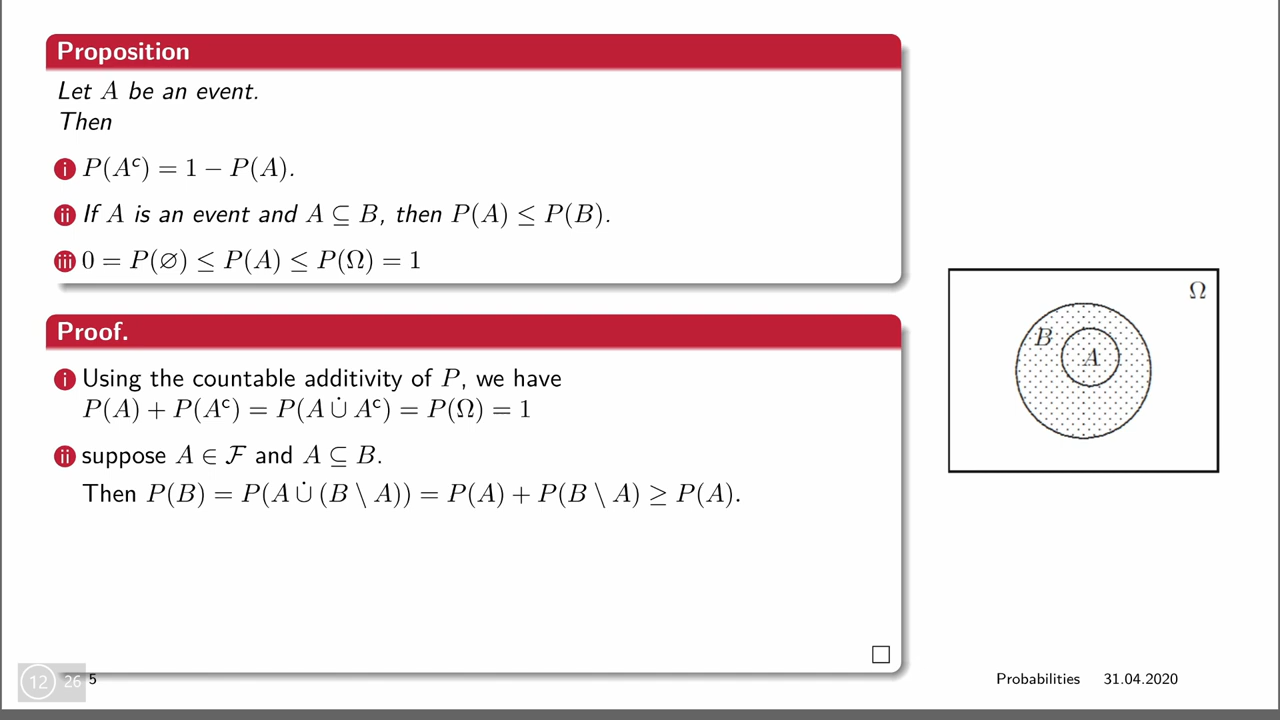 Proposition
Let A be an event.
Then
i P(Aᶜ) = 1 − P(A).
ii If A is an event and A ⊆ B, then P(A) ≤ P(B).
iii 0 = P(∅) ≤ P(A) ≤ P(Ω) = 1
Proof.
i Using the countable additivity of P, we have
P(A) + P(Aᶜ) = P(A ∪̇ Aᶜ) = P(Ω) = 1
ii suppose A ∈ ℱ and A ⊆ B.
Then P(B) = P(A ∪̇ (B \ A)) = P(A) + P(B \ A) ≥ P(A).
Ω
B
A
12 26 5
Probabilities 31.04.2020